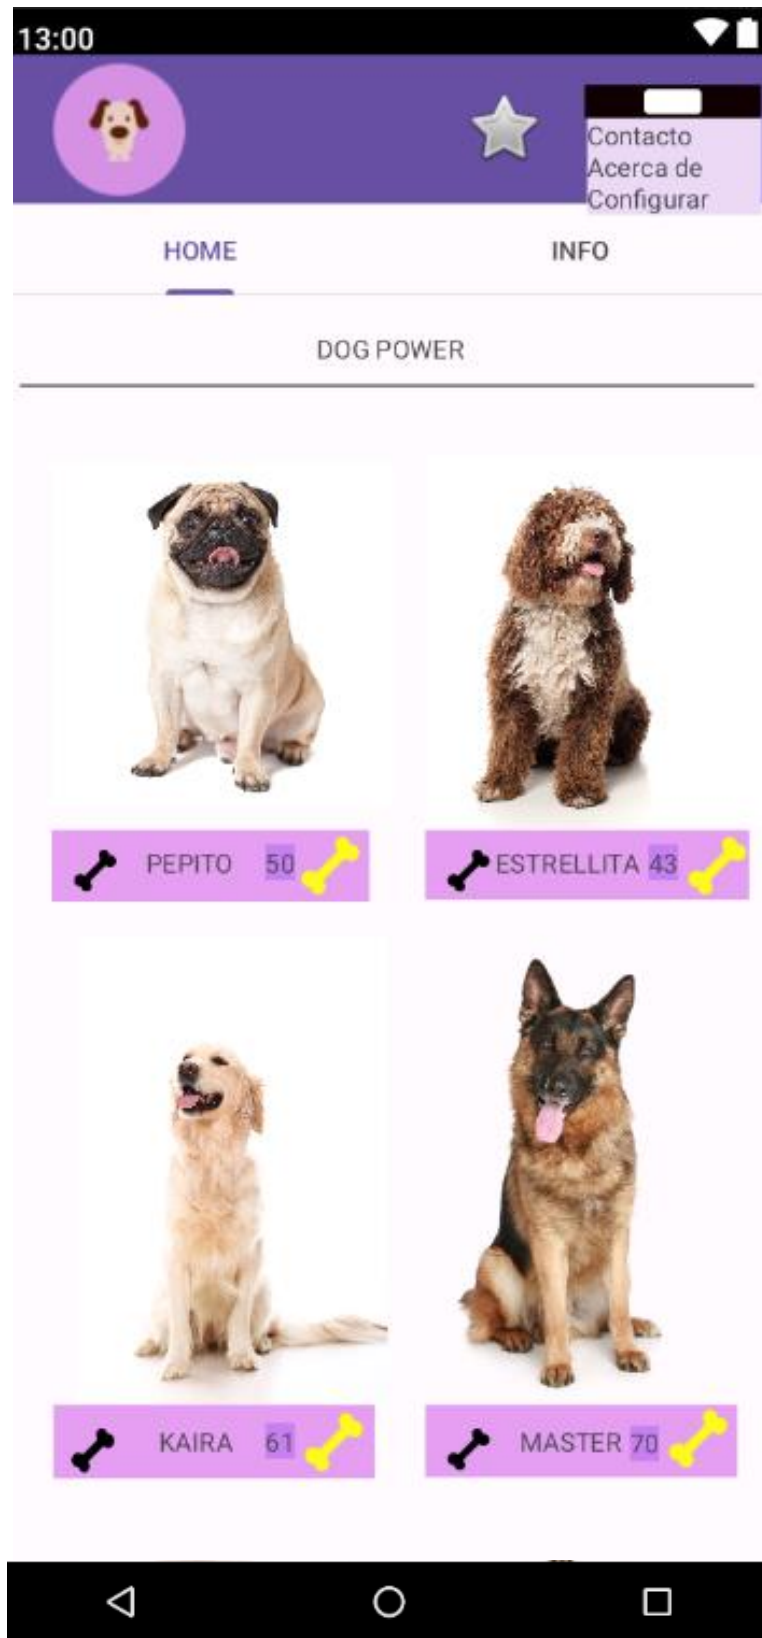 13:00
Contacto
Acerca de
Configurar
HOME INFO
DOG POWER
PEPITO 50
ESTRELLITA 43
KAIRA 61
MASTER 70